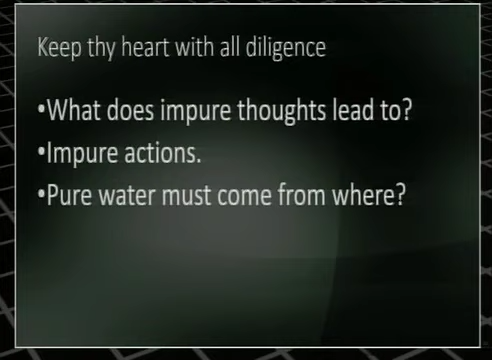 Keep thy heart with all diligence
•What does impure thoughts lead to?
•Impure actions.
•Pure water must come from where?